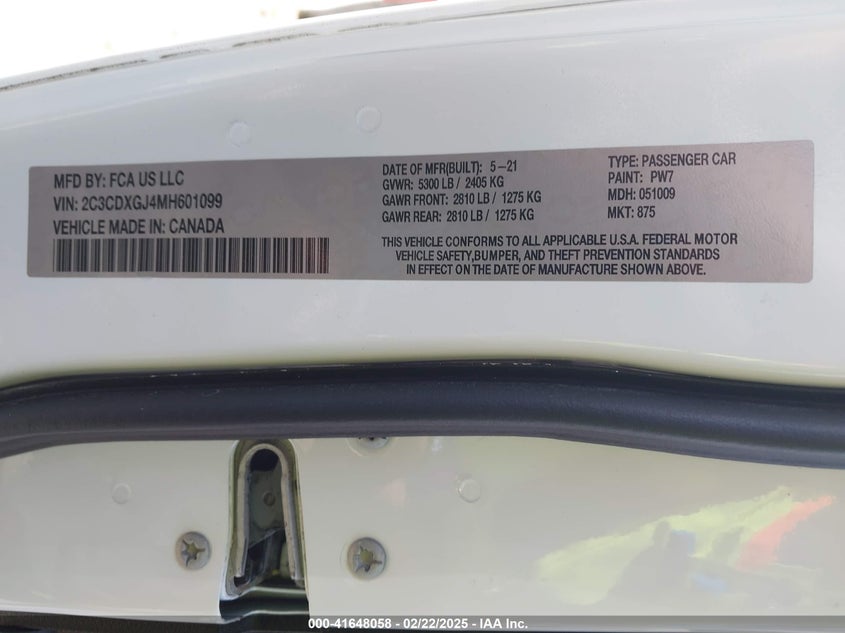 MFD BY: FCA US LLC
VIN: 2C3CDXGJ4MH601099
VEHICLE MADE IN: CANADA
DATE OF MFR(BUILT): 5-21
GVWR: 5300 LB / 2405 KG
GAWR FRONT: 2810 LB / 1275 KG
GAWR REAR: 2810 LB / 1275 KG
TYPE: PASSENGER CAR
PAINT: PW7
MDH: 051009
MKT: 875
THIS VEHICLE CONFORMS TO ALL APPLICABLE U.S.A. FEDERAL MOTOR
VEHICLE SAFETY,BUMPER, AND THEFT PREVENTION STANDARDS
IN EFFECT ON THE DATE OF MANUFACTURE SHOWN ABOVE.
000-41648058 - 02/22/2025 - IAA Inc.